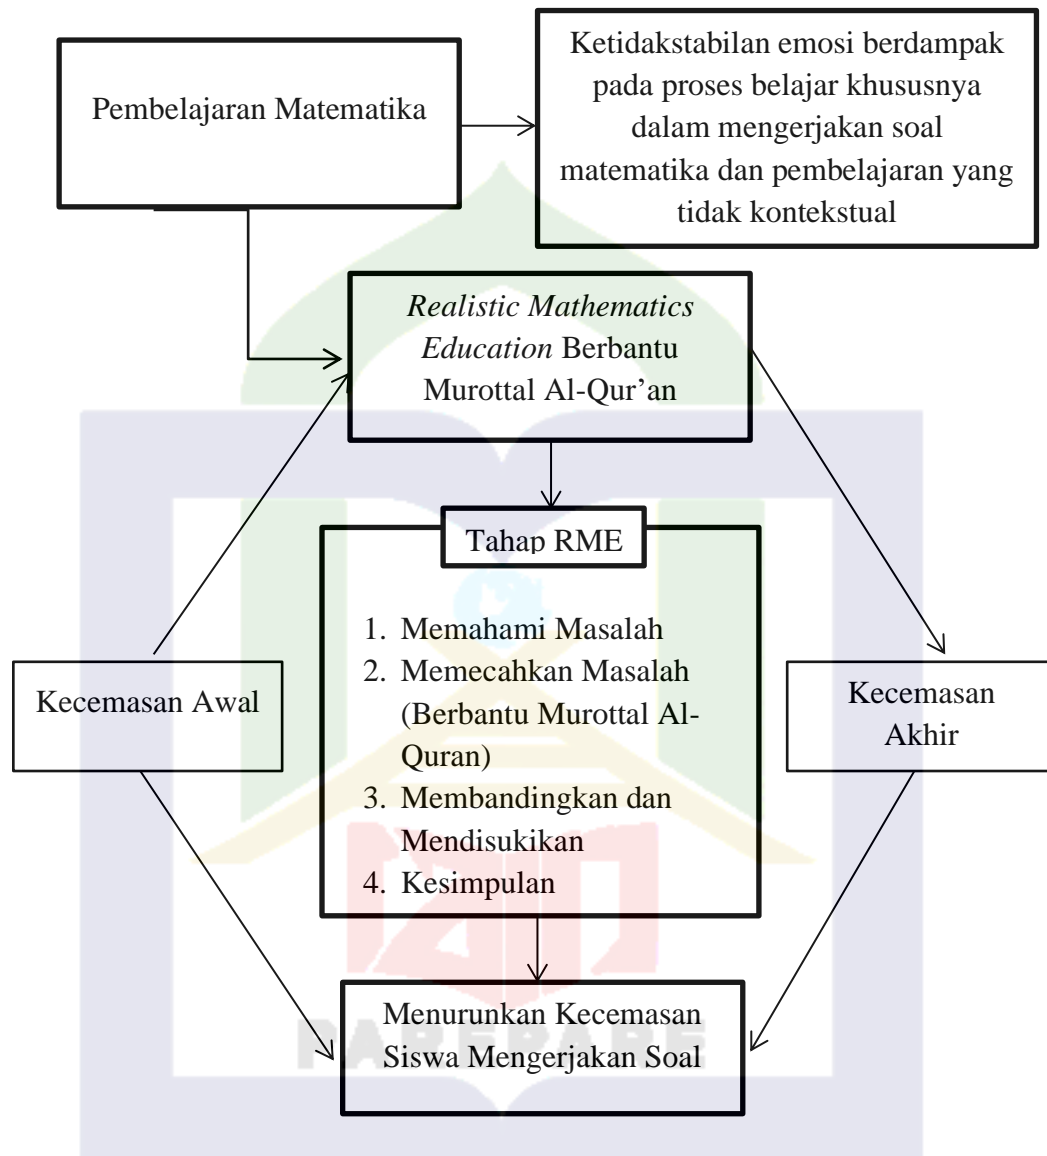 Pembelajaran Matematika
Ketidakstabilan emosi berdampak
pada proses belajar khususnya
dalam mengerjakan soal
matematika dan pembelajaran yang
tidak kontekstual
Realistic Mathematics
Education Berbantu
Murottal Al-Qur’an
Tahap RME
1. Memahami Masalah
2. Memecahkan Masalah
(Berbantu Murottal Al-
Quran)
3. Membandingkan dan
Mendisukikan
4. Kesimpulan
Kecemasan Awal
Kecemasan
Akhir
Menurunkan Kecemasan
Siswa Mengerjakan Soal
PAREPARE